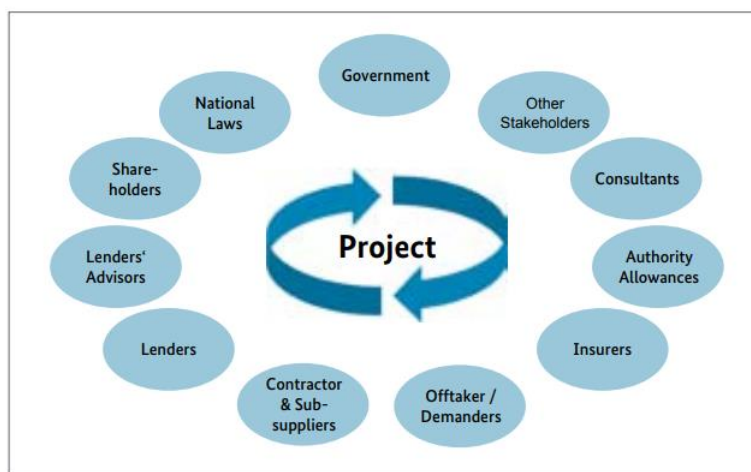 Government
National
Laws
Other
Stakeholders
Share-
holders
Consultants
Project
Lenders‘
Advisors
Authority
Allowances
Lenders
Insurers
Contractor
& Sub-
suppliers
Offtaker /
Demanders